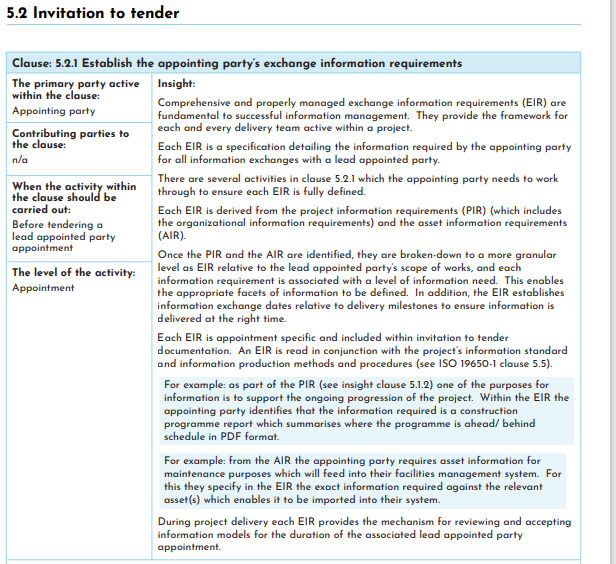 5.2 Invitation to tender
Clause: 5.2.1 Establish the appointing party's exchange information requirements
The primary party active
within the clause:
Appointing party
Contributing parties to
the clause:
n/a
When the activity within
the clause should be
carried out:
Before tendering a
lead appointed party
appointment
The level of the activity:
Appointment
Insight:
Comprehensive and properly managed exchange information requirements (EIR) are
fundamental to successful information management. They provide the framework for
each and every delivery team active within a project.
Each EIR is a specification detailing the information required by the appointing party
for all information exchanges with a lead appointed party.
There are several activities in clause 5.2.1 which the appointing party needs to work
through to ensure each EIR is fully defined.
Each EIR is derived from the project information requirements (PIR) (which includes
the organizational information requirements) and the asset information requirements
(AIR).
Once the PIR and the AIR are identified, they are broken-down to a more granular
level as EIR relative to the lead appointed party's scope of works, and each
information requirement is associated with a level of information need. This enables
the appropriate facets of information to be defined. In addition, the EIR establishes
information exchange dates relative to delivery milestones to ensure information is
delivered at the right time.
Each EIR is appointment specific and included within invitation to tender
documentation. An EIR is read in conjunction with the project's information standard
and information production methods and procedures (see ISO 19650-1 clause 5.5).
For example: as part of the PIR (see insight clause 5.1.2) one of the purposes for
information is to support the ongoing progression of the project. Within the EIR the
appointing party identifies that the information required is a construction
programme report which summarises where the programme is ahead/ behind
schedule in PDF format.
For example: from the AIR the appointing party requires asset information for
maintenance purposes which will feed into their facilities management system. For
this they specify in the EIR the exact information required against the relevant
asset(s) which enables it to be imported into their system.
During project delivery each EIR provides the mechanism for reviewing and accepting
information models for the duration of the associated lead appointed party
appointment.